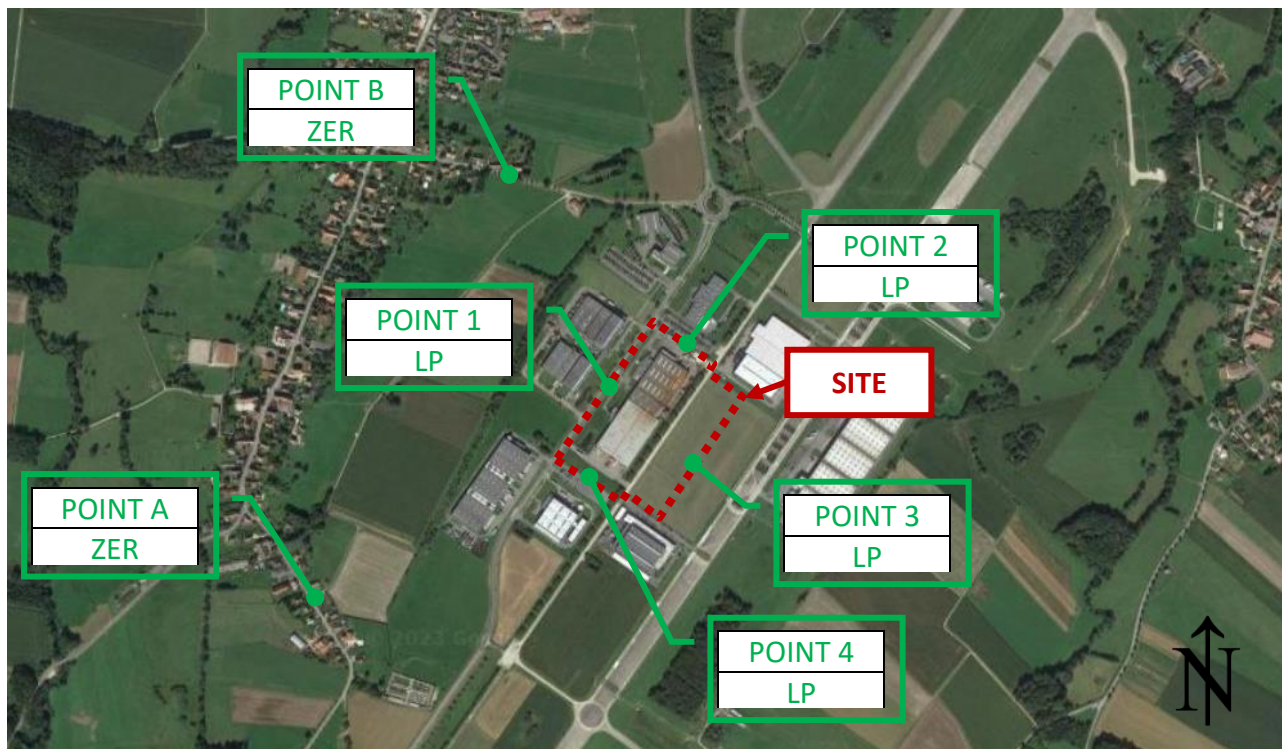 POINT B
ZER
POINT 2
LP
POINT 1
LP
SITE
POINT A
ZER
POINT 3
LP
POINT 4
LP
N